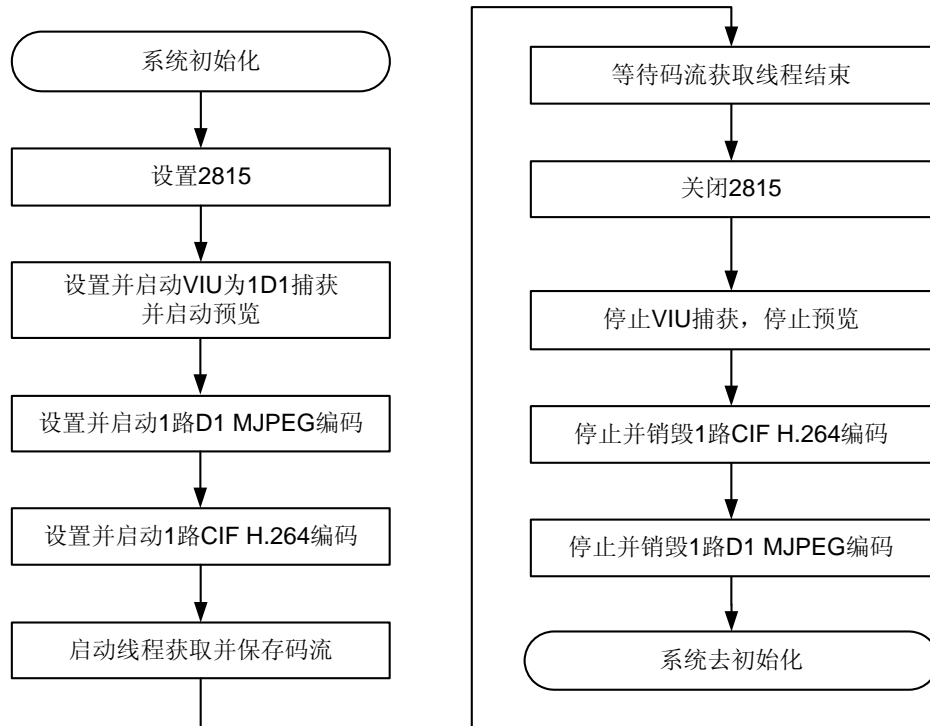 系统初始化
设置2815
设置并启动VIU为1D1捕获
并启动预览
设置并启动1路D1 MJPEG编码
设置并启动1路CIF H.264编码
启动线程获取并保存码流
等待码流获取线程结束
关闭2815
停止VIU捕获，停止预览
停止并销毁1路CIF H.264编码
停止并销毁1路D1 MJPEG编码
系统去初始化